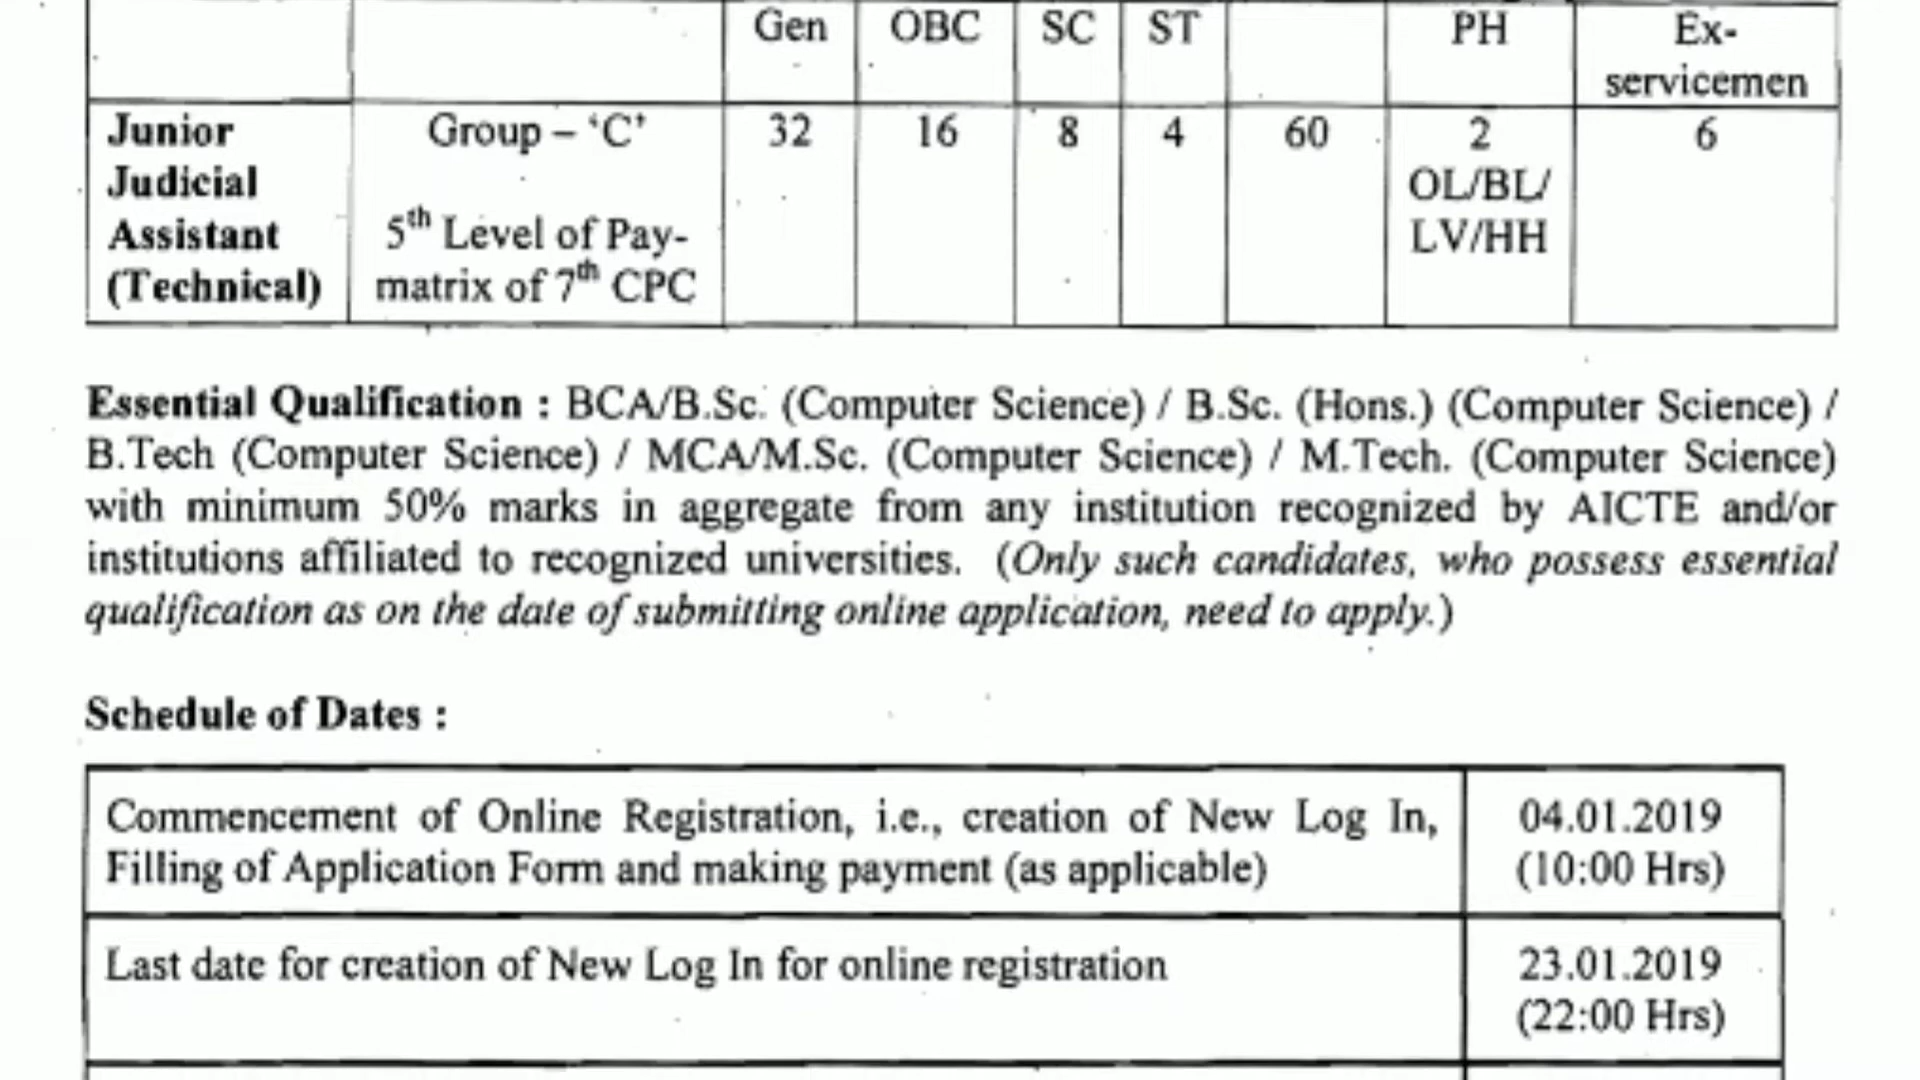 Gen OBC SC ST PH Ex-
servicemen
Junior Group – ‘C’ 32 16 8 4 60 2 6
Judicial OL/BL/
Assistant 5th Level of Pay- LV/HH
(Technical) matrix of 7th CPC
Essential Qualification : BCA/B.Sc. (Computer Science) / B.Sc. (Hons.) (Computer Science) /
B.Tech (Computer Science) / MCA/M.Sc. (Computer Science) / M.Tech. (Computer Science)
with minimum 50% marks in aggregate from any institution recognized by AICTE and/or
institutions affiliated to recognized universities. (Only such candidates, who possess essential
qualification as on the date of submitting online application, need to apply.)
Schedule of Dates :
Commencement of Online Registration, i.e., creation of New Log In, 04.01.2019
Filling of Application Form and making payment (as applicable) (10:00 Hrs)
Last date for creation of New Log In for online registration 23.01.2019
(22:00 Hrs)